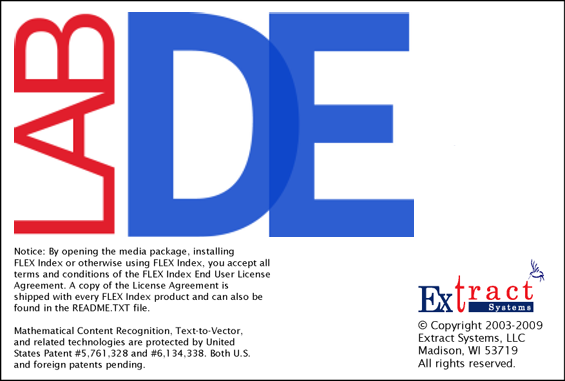 LAB
DE
Notice: By opening the media package, installing
FLEX Index or otherwise using FLEX Index, you accept all
terms and conditions of the FLEX Index End User License
Agreement. A copy of the License Agreement is
shipped with every FLEX Index product and can also be
found in the README.TXT file.
Mathematical Content Recognition, Text-to-Vector,
and related technologies are protected by United
States Patent #5,761,328 and #6,134,338. Both U.S.
and foreign patents pending.
Extract
Systems
© Copyright 2003-2009
Extract Systems, LLC
Madison, WI 53719
All rights reserved.